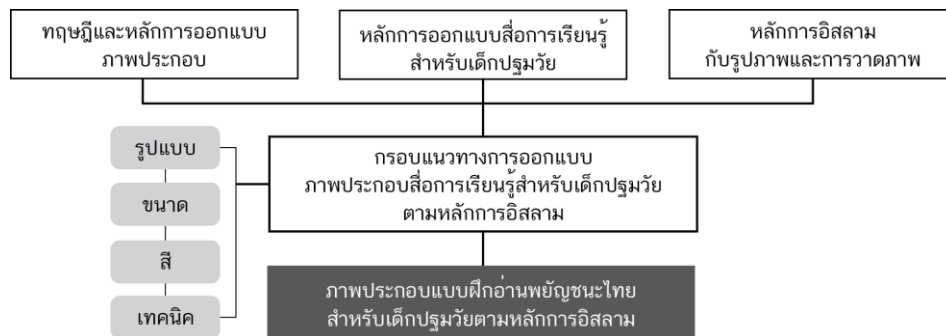 ทฤษฎีและหลักการออกแบบ
ภาพประกอบ
หลักการออกแบบสื่อการเรียนรู้
สำหรับเด็กปฐมวัย
หลักการอิสลาม
กับรูปภาพและการวาดภาพ
รูปแบบ
ขนาด
สี
เทคนิค
กรอบแนวทางการออกแบบ
ภาพประกอบสื่อการเรียนรู้สำหรับเด็กปฐมวัย
ตามหลักการอิสลาม
ภาพประกอบแบบฝึกอ่านพยัญชนะไทย
สำหรับเด็กปฐมวัยตามหลักการอิสลาม